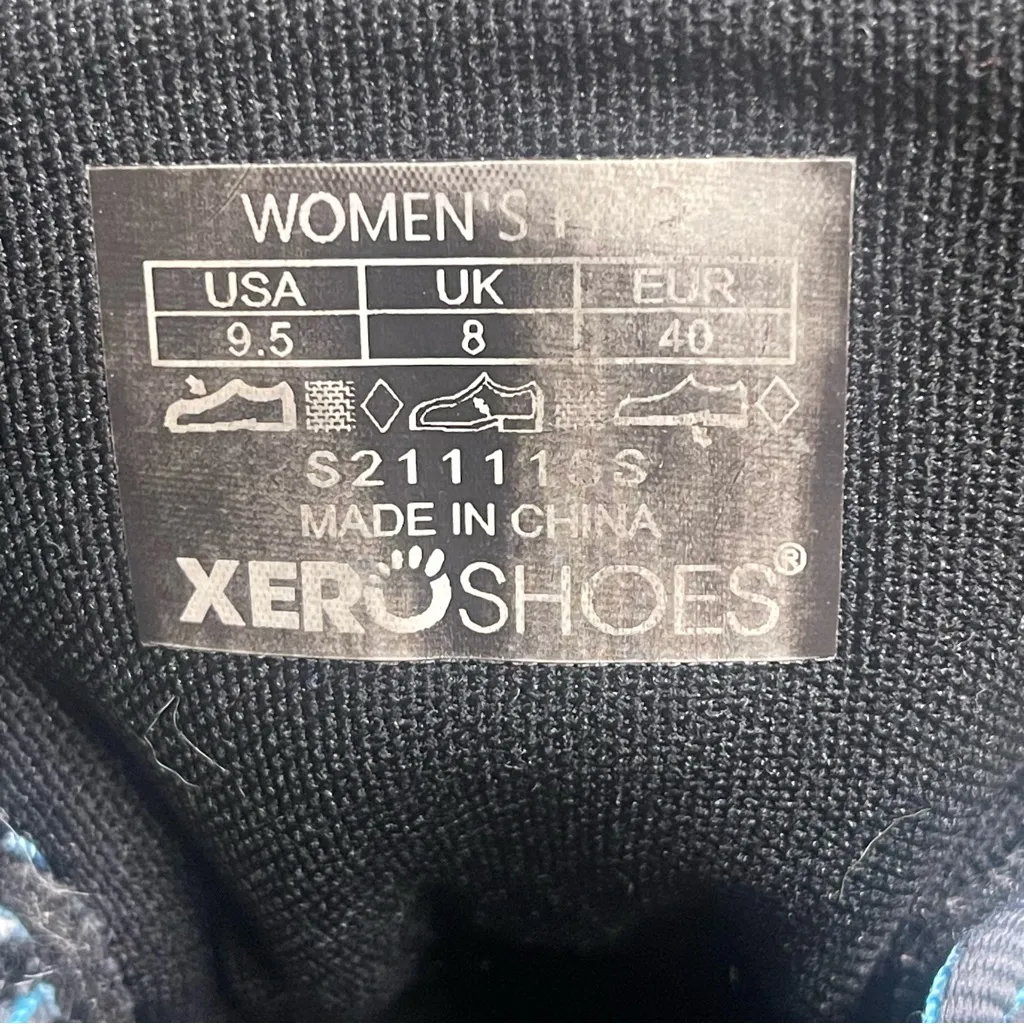 WOMEN'S
USA UK EUR
9.5 8 40
MADE IN CHINA
XEROSHOES®